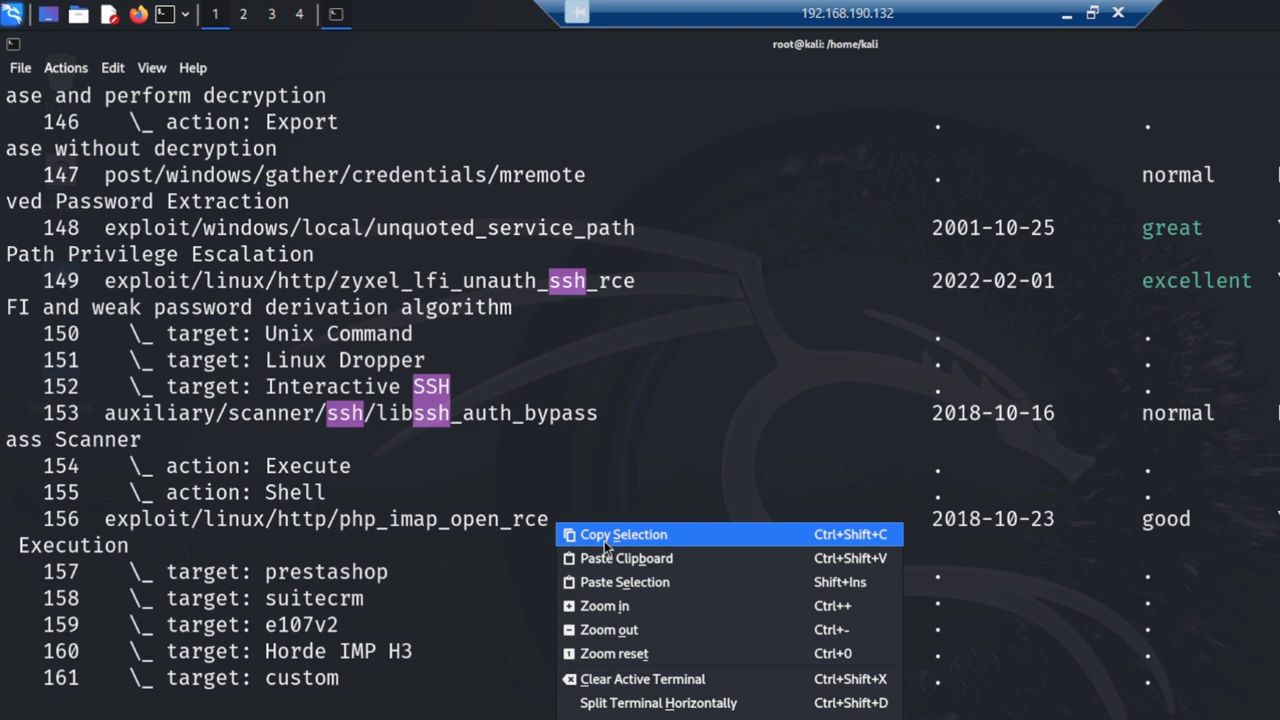 1 2 3 4
192.168.190.132
root@kali: /home/kali
File Actions Edit View Help
ase and perform decryption
146 \_ action: Export . .
ase without decryption
147 post/windows/gather/credentials/mremote . normal
ved Password Extraction
148 exploit/windows/local/unquoted_service_path 2001-10-25 great
Path Privilege Escalation
149 exploit/linux/http/zyxel_lfi_unauth_ssh_rce 2022-02-01 excellent
FI and weak password derivation algorithm
150 \_ target: Unix Command . .
151 \_ target: Linux Dropper . .
152 \_ target: Interactive SSH . .
153 auxiliary/scanner/ssh/libssh_auth_bypass 2018-10-16 normal
ass Scanner
154 \_ action: Execute . .
155 \_ action: Shell . .
156 exploit/linux/http/php_imap_open_rce 2018-10-23 good
Execution
157 \_ target: prestashop . .
158 \_ target: suitecrm . .
159 \_ target: e107v2 . .
160 \_ target: Horde IMP H3 . .
161 \_ target: custom . .
Copy Selection Ctrl+Shift+C
Paste Clipboard Ctrl+Shift+V
Paste Selection Shift+Ins
Zoom in Ctrl++
Zoom out Ctrl+-
Zoom reset Ctrl+0
Clear Active Terminal Ctrl+Shift+X
Split Terminal Horizontally Ctrl+Shift+D